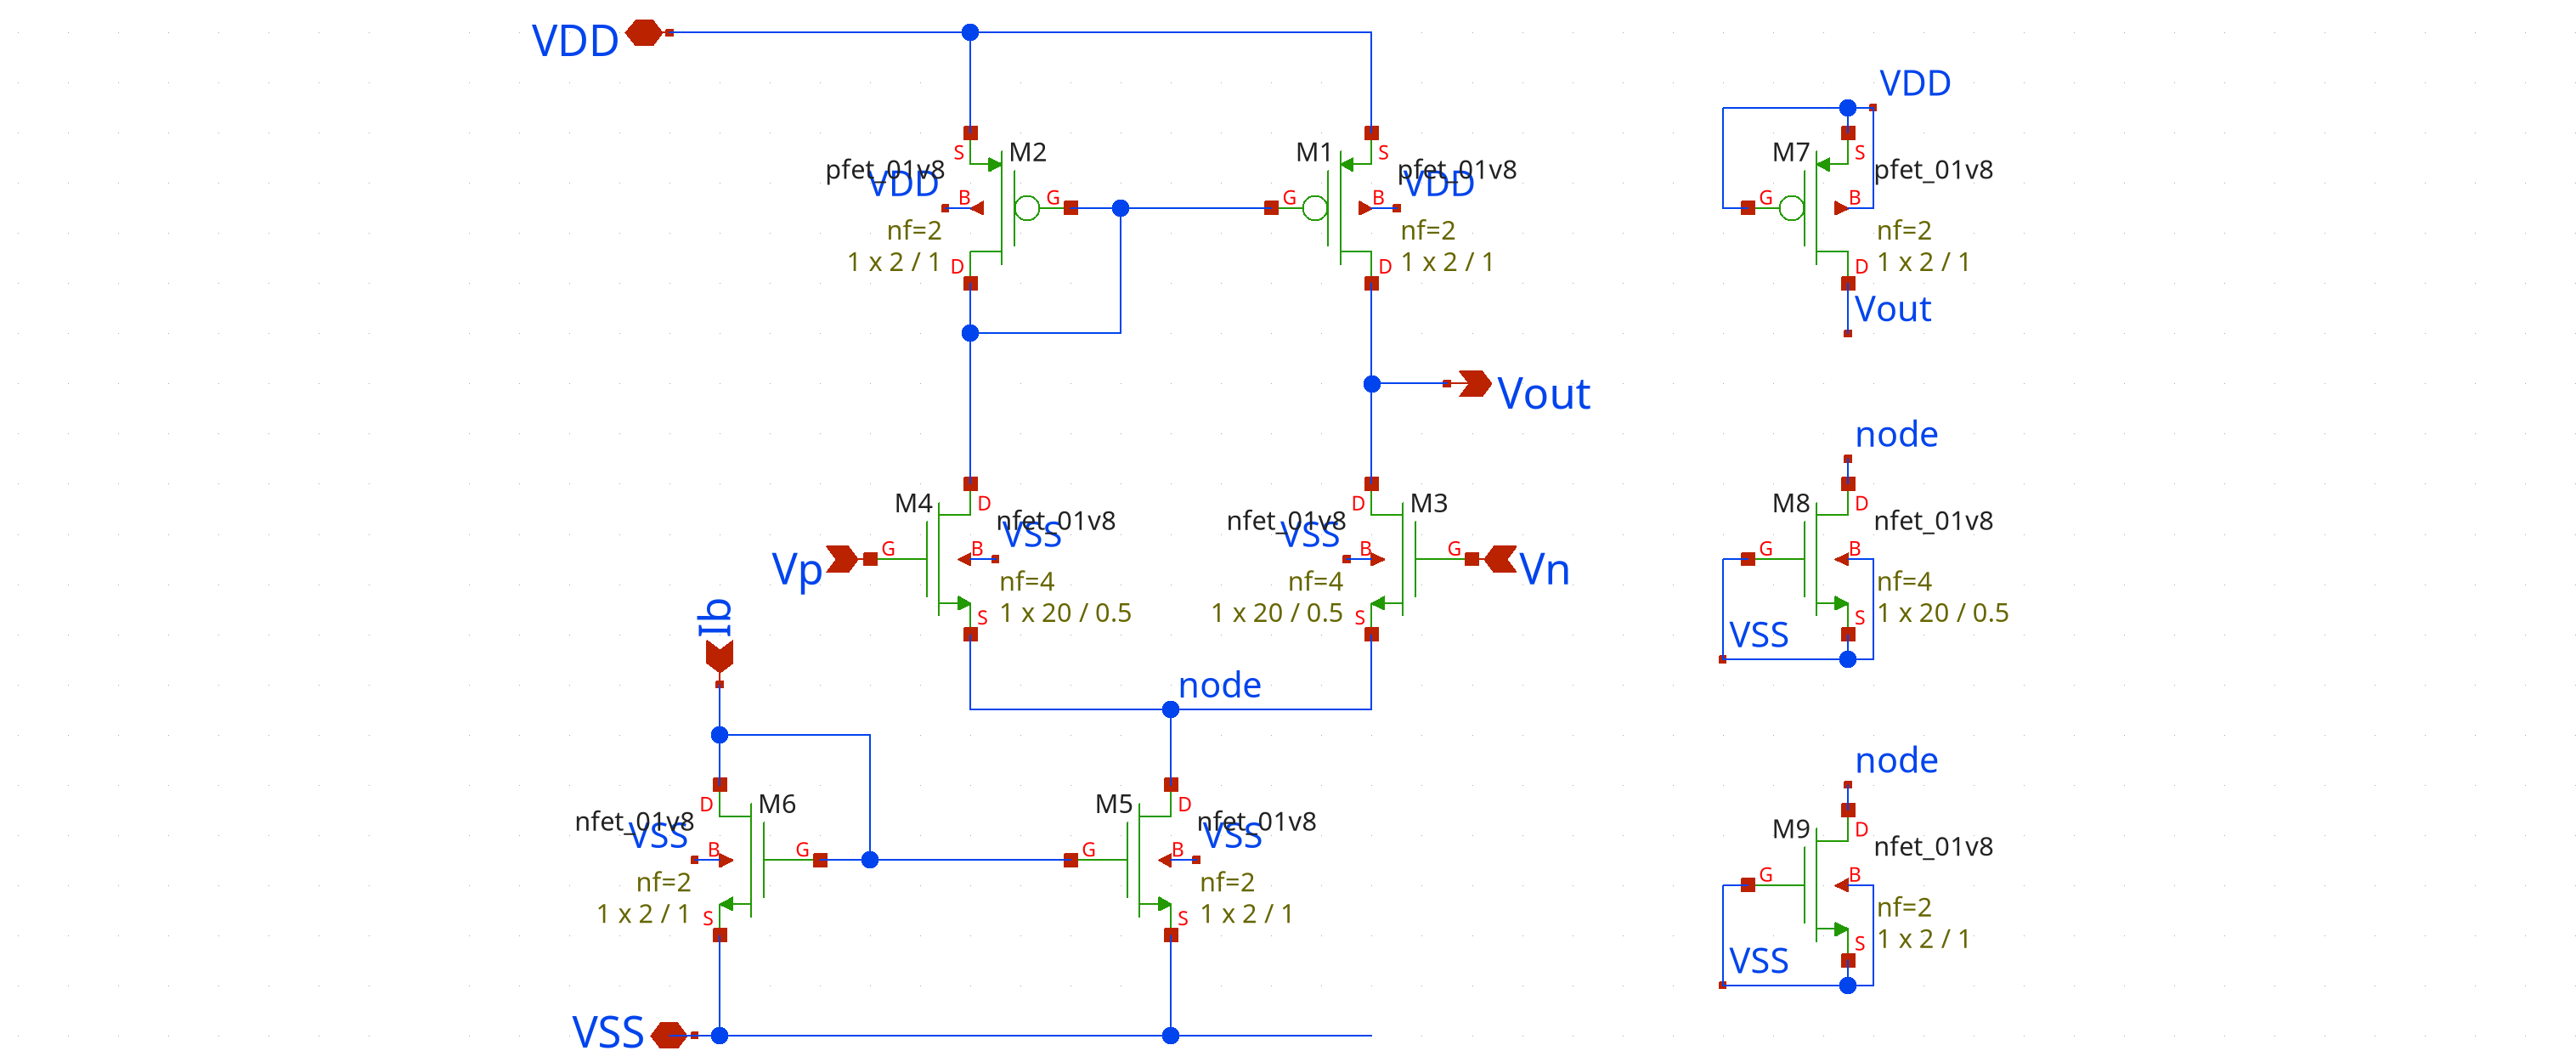 VDD
VDD
S
M2
M1
S
M7
S
pfet_01v8
VDD
pfet_01v8
VDD
pfet_01v8
B
G
G
B
G
B
nf=2
nf=2
nf=2
1 x 2 / 1
D
D
1 x 2 / 1
D
1 x 2 / 1
Vout
Vout
node
M4
D
D
M3
M8
D
nfet_01v8
VSS
nfet_01v8
VSS
nfet_01v8
Vp
G
B
B
G
Vn
G
B
nf=4
nf=4
nf=4
1 x 20 / 0.5
1 x 20 / 0.5
1 x 20 / 0.5
S
S
S
Ib
VSS
node
node
D
M6
M5
D
M9
D
nfet_01v8
VSS
nfet_01v8
VSS
nfet_01v8
B
G
G
B
G
B
nf=2
nf=2
nf=2
1 x 2 / 1
S
S
1 x 2 / 1
S
1 x 2 / 1
VSS
VSS